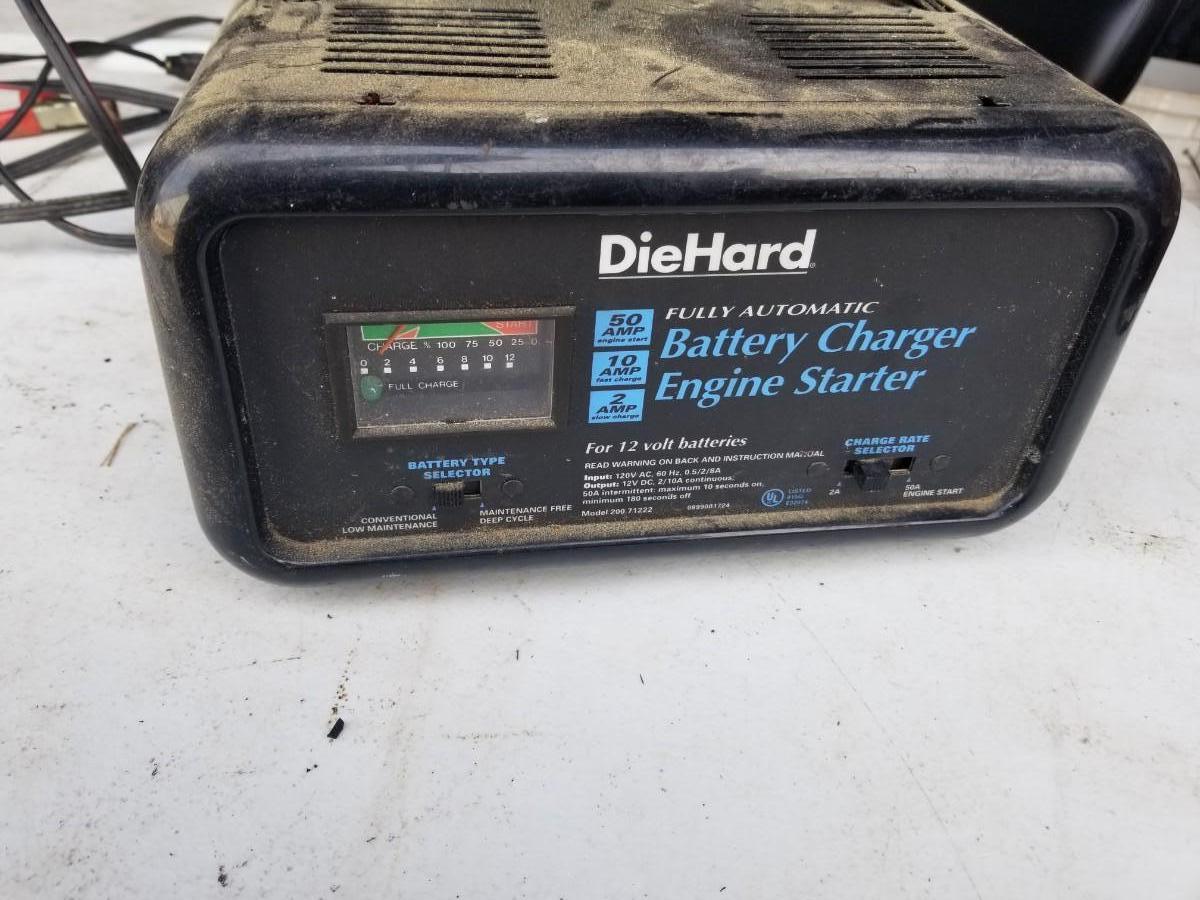 DieHard
50
AMP
engine start
10
AMP
fast charge
2
AMP
slow charge
FULLY AUTOMATIC
Battery Charger
Engine Starter
START
CHARGE % 100 75 50 25 0
0 2 4 6 8 10 12
FULL CHARGE
For 12 volt batteries
READ WARNING ON BACK AND INSTRUCTION MANUAL
Input: 120V AC, 60 Hz, 0.5/2/8A
Output: 12V DC, 2/10A continuous,
50A intermittent: maximum 10 seconds on,
minimum 180 seconds off
Model 200.71222
BATTERY TYPE
SELECTOR
CONVENTIONAL
LOW MAINTENANCE
MAINTENANCE FREE
DEEP CYCLE
UL
LISTED
CHARGE RATE
SELECTOR
2A
50A
ENGINE START